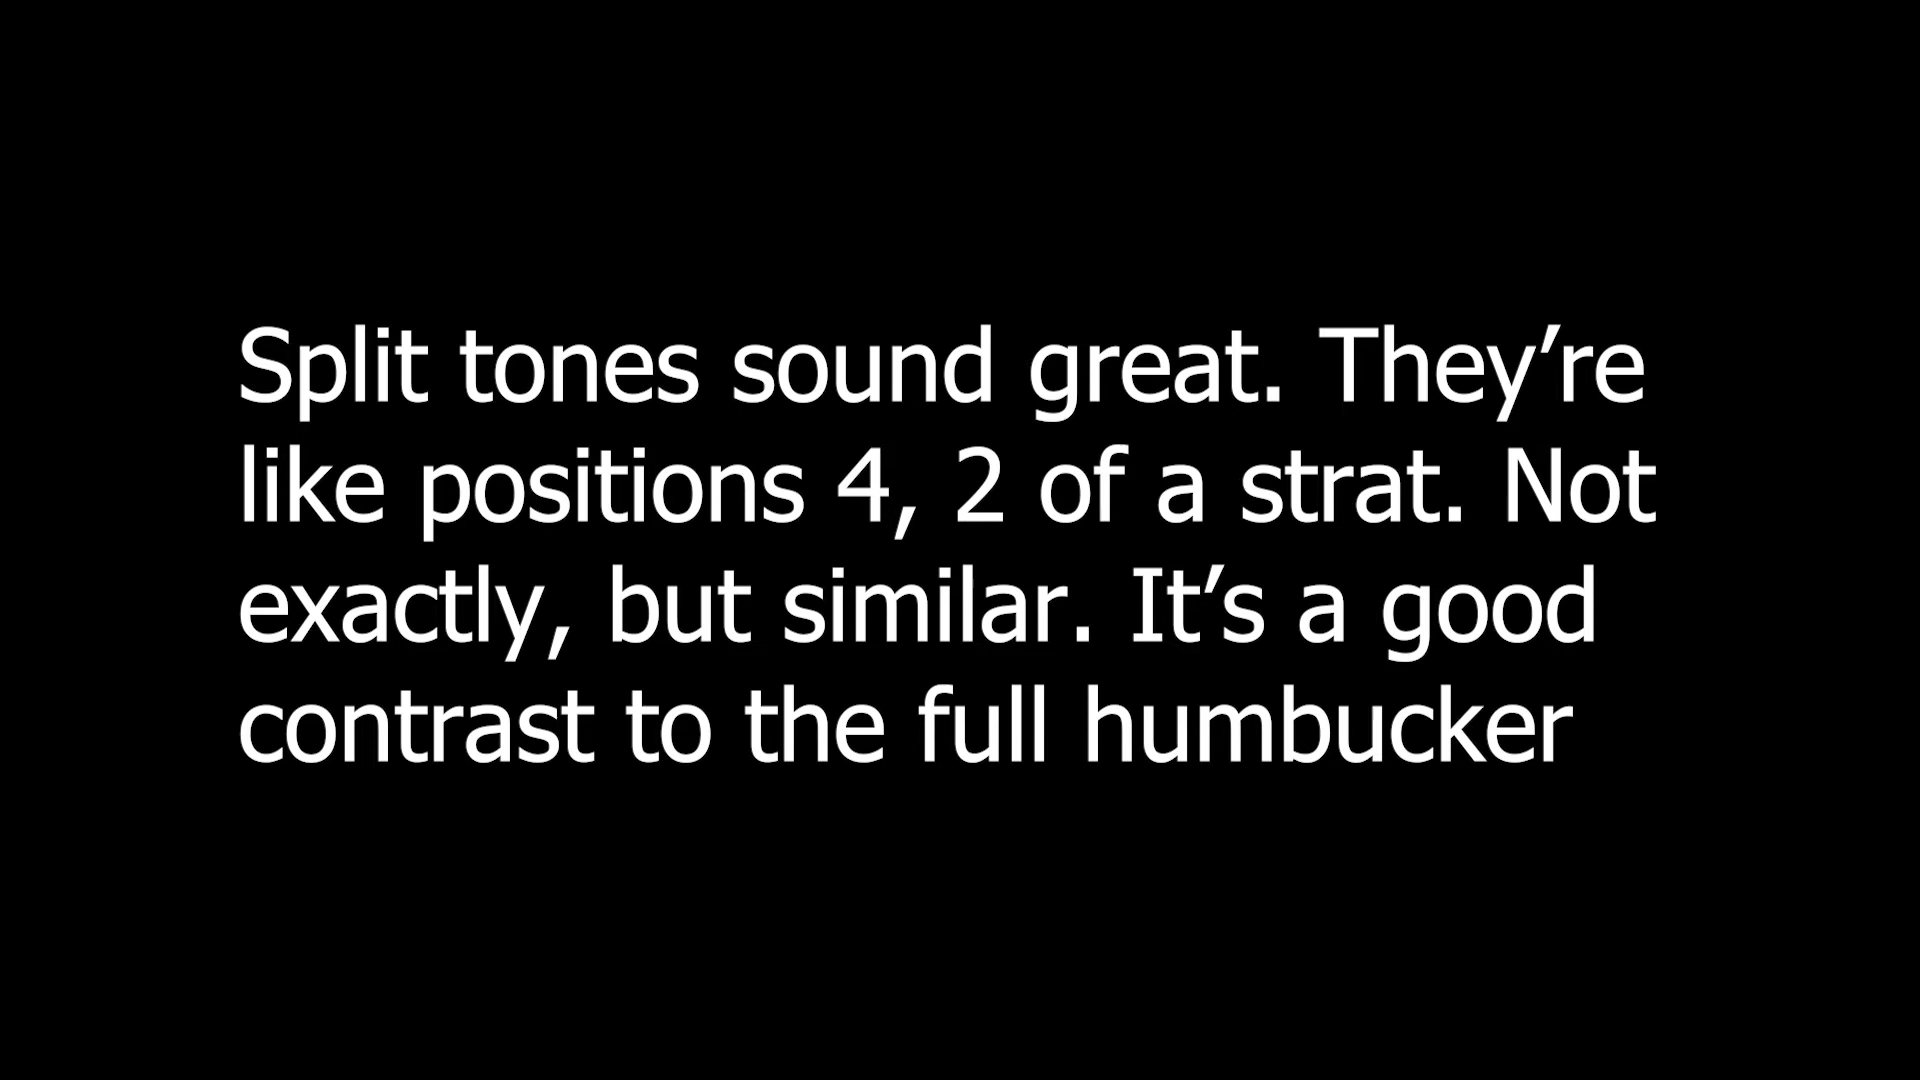 Split tones sound great. They’re
like positions 4, 2 of a strat. Not
exactly, but similar. It’s a good
contrast to the full humbucker